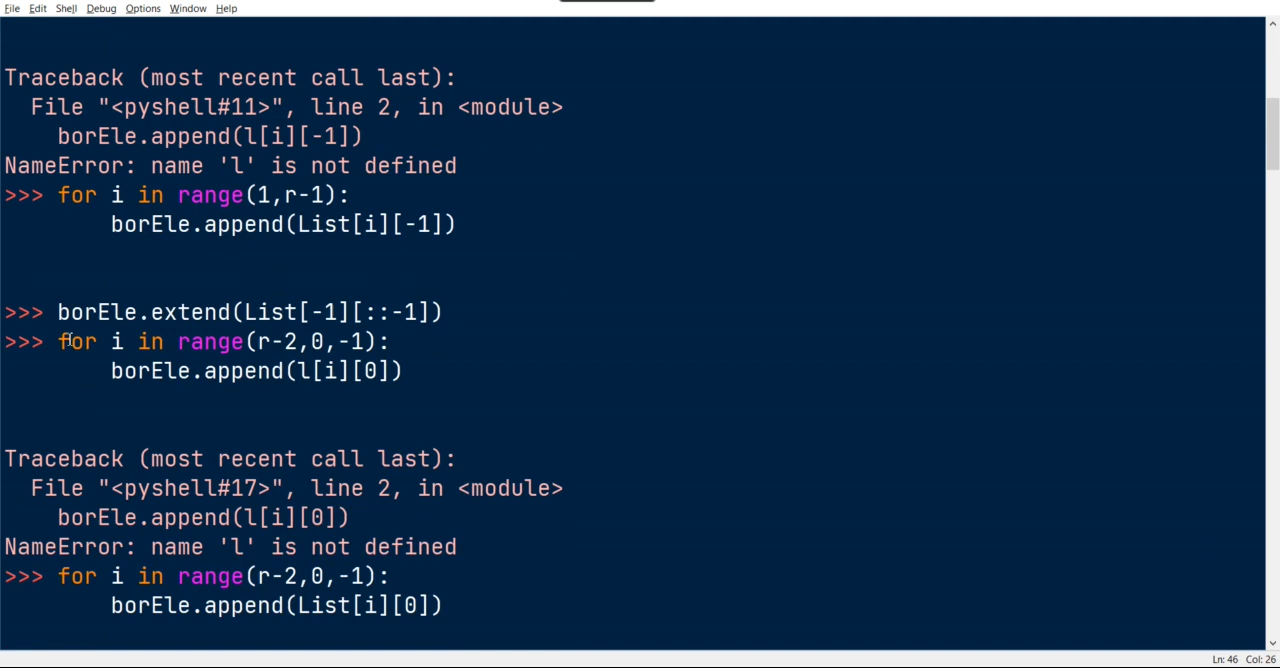 File Edit Shell Debug Options Window Help
Traceback (most recent call last):
  File "<pyshell#11>", line 2, in <module>
    borEle.append(l[i][-1])
NameError: name 'l' is not defined
>>> for i in range(1,r-1):
        borEle.append(List[i][-1])
>>> borEle.extend(List[-1][::-1])
>>> for i in range(r-2,0,-1):
        borEle.append(l[i][0])
Traceback (most recent call last):
  File "<pyshell#17>", line 2, in <module>
    borEle.append(l[i][0])
NameError: name 'l' is not defined
>>> for i in range(r-2,0,-1):
        borEle.append(List[i][0])
Ln: 46 Col: 26